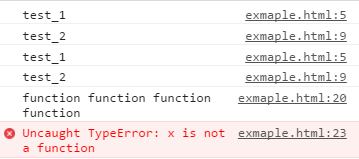 test_1 exmaple.html:5
test_2 exmaple.html:9
test_1 exmaple.html:5
test_2 exmaple.html:9
function function function exmaple.html:20
function
Uncaught TypeError: x is not exmaple.html:23
a function